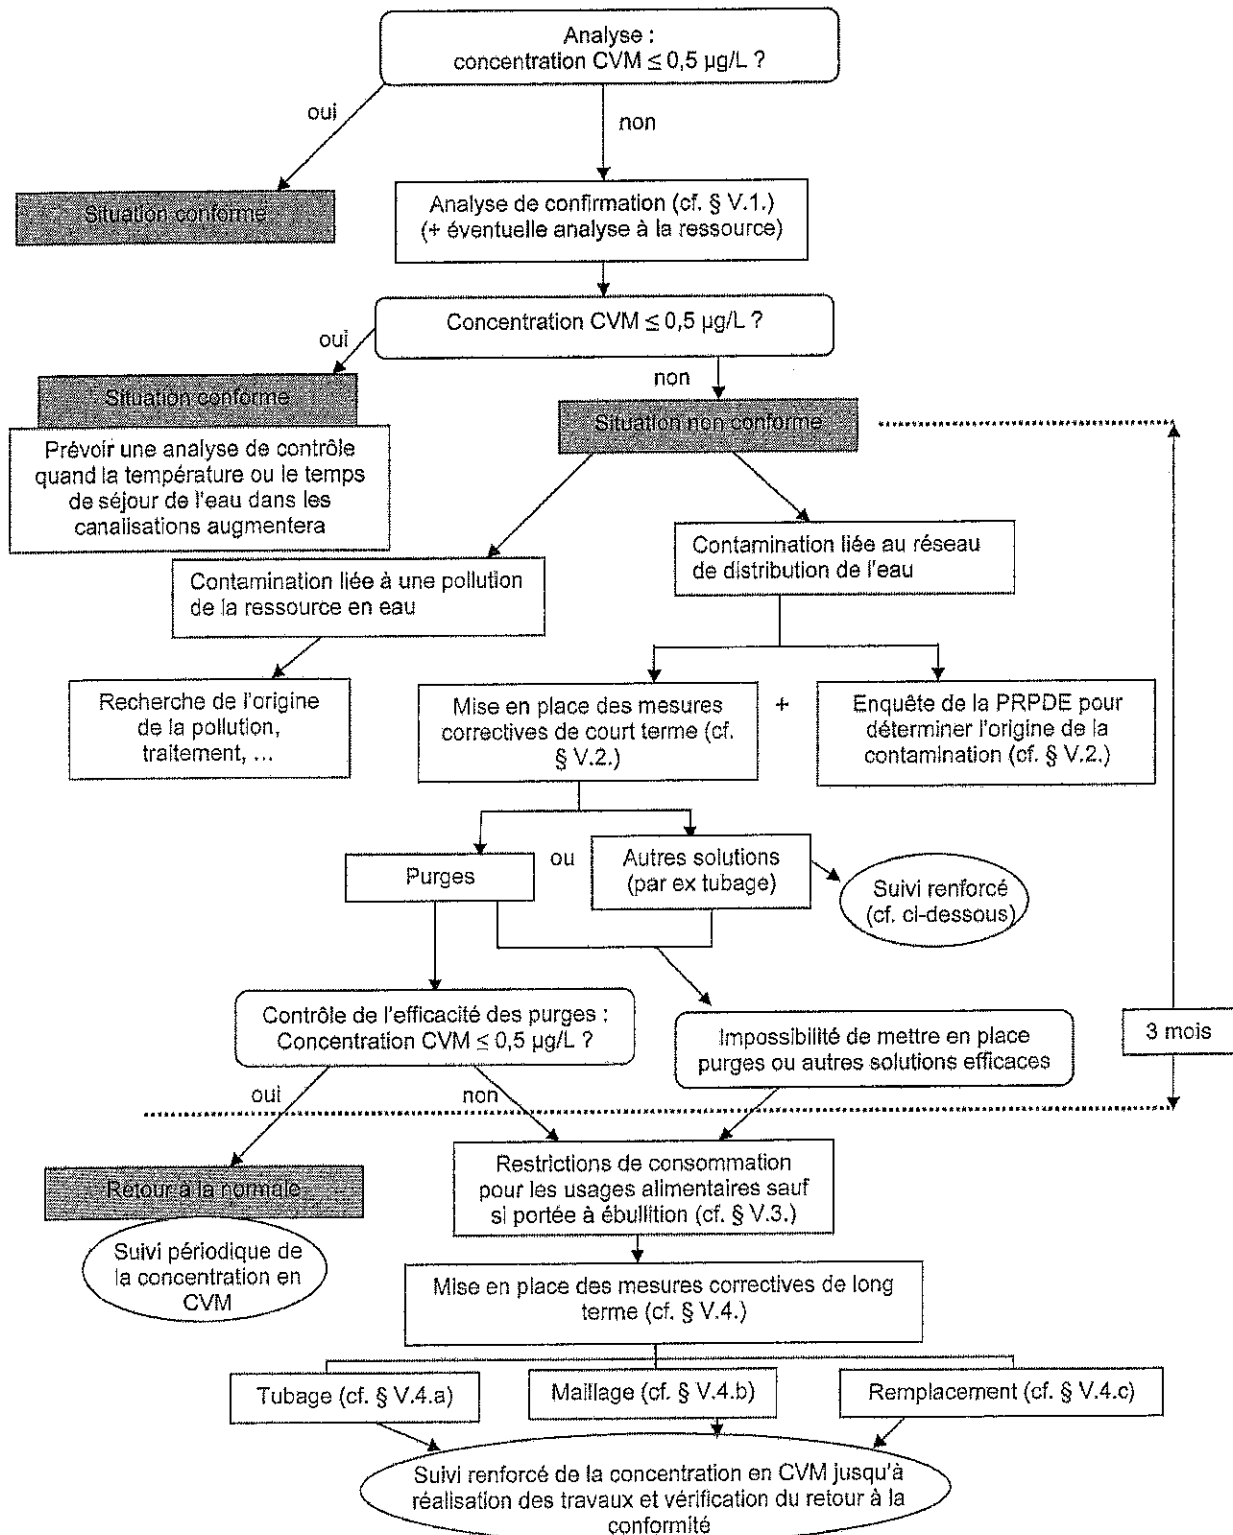 Analyse :
concentration CVM ≤ 0,5 µg/L ?
oui
non
Situation conforme
Analyse de confirmation (cf. § V.1.)
(+ éventuelle analyse à la ressource)
Concentration CVM ≤ 0,5 µg/L ?
oui
non
Situation conforme
Situation non conforme
Prévoir une analyse de contrôle
quand la température ou le temps
de séjour de l'eau dans les
canalisations augmentera
Contamination liée au réseau
de distribution de l'eau
Contamination liée à une pollution
de la ressource en eau
Recherche de l'origine
de la pollution,
traitement, ...
Mise en place des mesures
correctives de court terme (cf.
§ V.2.)
+
Enquête de la PRPDE pour
déterminer l'origine de la
contamination (cf. § V.2.)
Purges
ou
Autres solutions
(par ex tubage)
Suivi renforcé
(cf. ci-dessous)
Contrôle de l'efficacité des purges :
Concentration CVM ≤ 0,5 µg/L ?
Impossibilité de mettre en place
purges ou autres solutions efficaces
3 mois
oui
non
Retour à la normale
Restrictions de consommation
pour les usages alimentaires sauf
si portée à ébullition (cf. § V.3.)
Suivi périodique de
la concentration en
CVM
Mise en place des mesures correctives de long
terme (cf. § V.4.)
Tubage (cf. § V.4.a)
Maillage (cf. § V.4.b)
Remplacement (cf. § V.4.c)
Suivi renforcé de la concentration en CVM jusqu'à
réalisation des travaux et vérification du retour à la
conformité